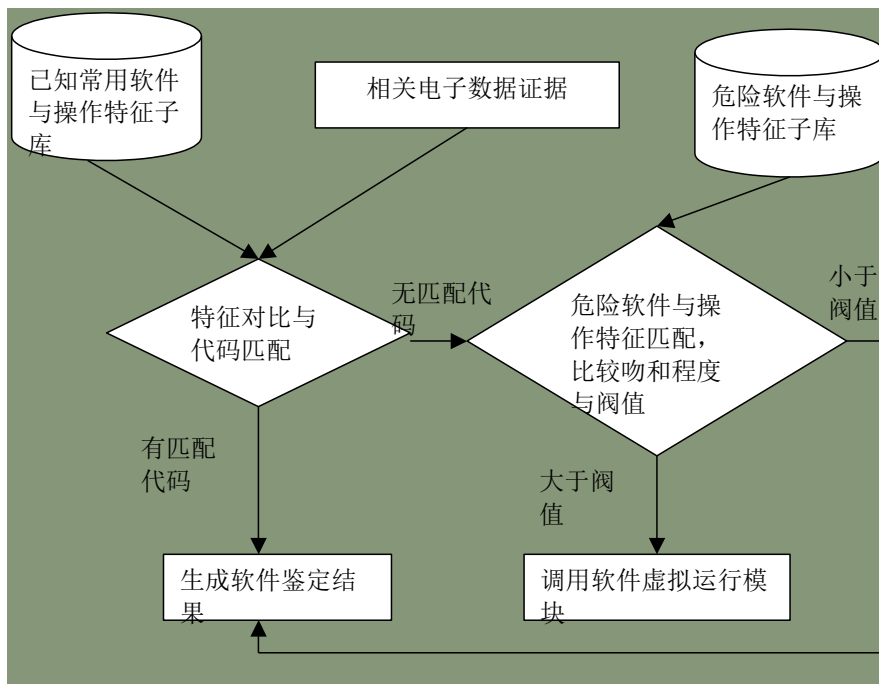 已知常用软件
与操作特征子
库
相关电子数据证据
危险软件与操
作特征子库
特征对比与
代码匹配
无匹配代
码
危险软件与操
作特征匹配，
比较吻和程度
与阀值
小于
阀值
有匹配
代码
大于阀
值
生成软件鉴定结
果
调用软件虚拟运行模
块